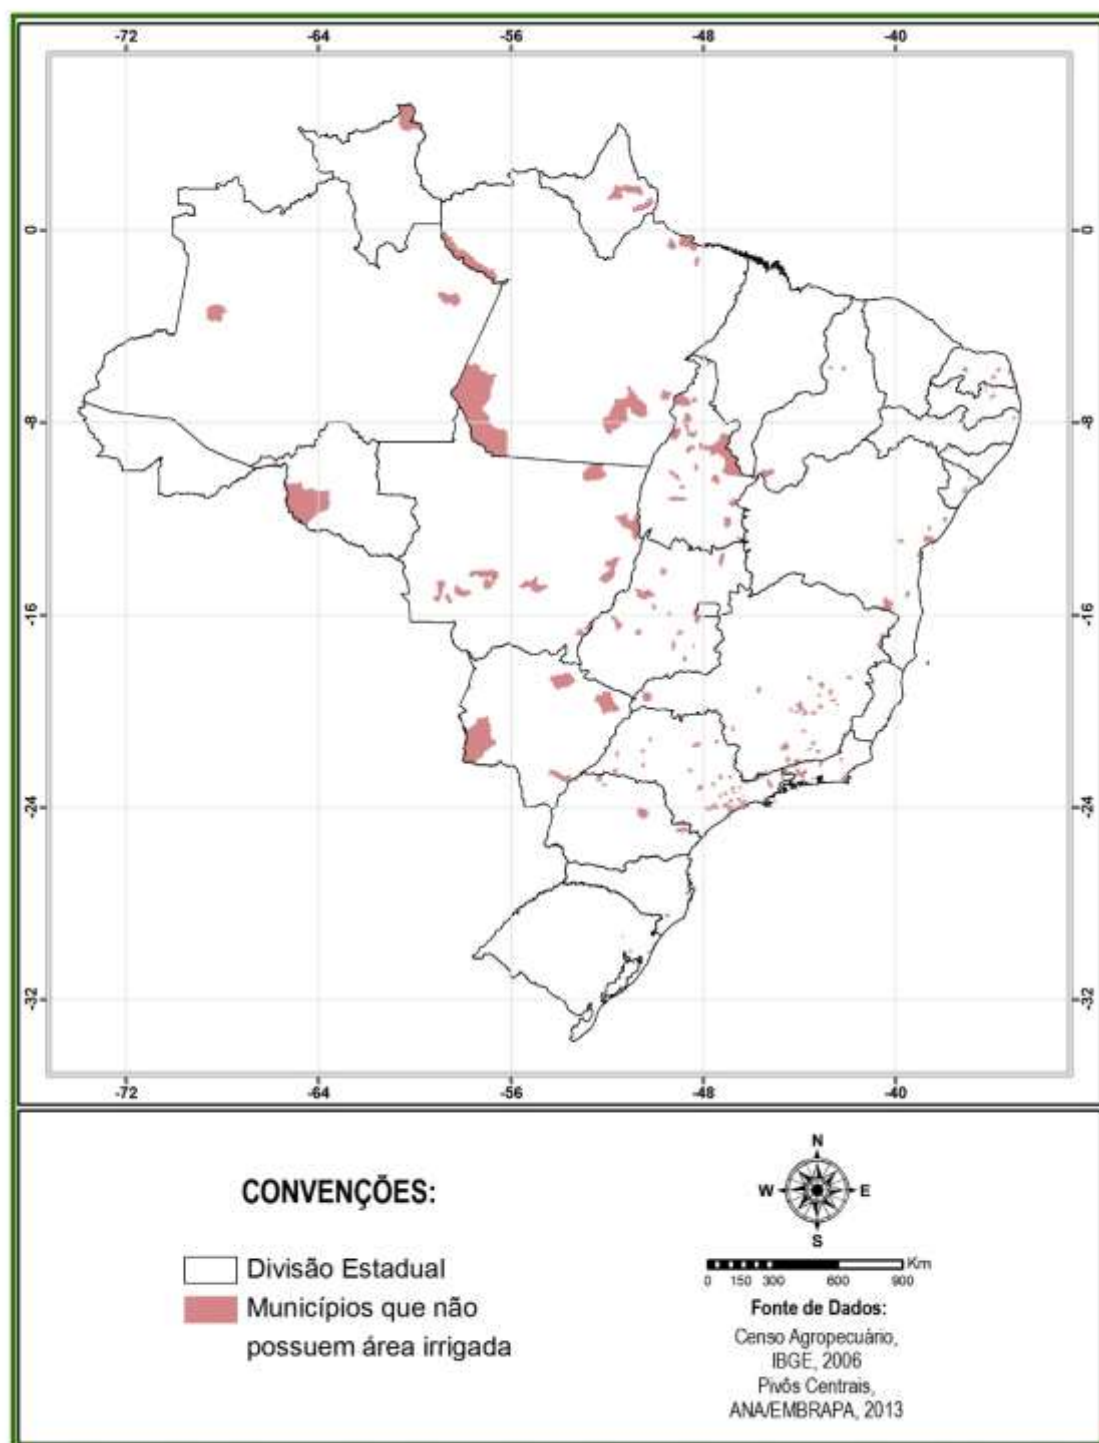 -72 -64 -56 -48 -40
0 0
-8 -8
-16 -16
-24 -24
-32 -32
-72 -64 -56 -48 -40
CONVENÇÕES:
Divisão Estadual
Municípios que não
possuem área irrigada
N
W E
S
Km
0 150 300 600 900
Fonte de Dados:
Censo Agropecuário,
IBGE, 2006
Pivôs Centrais,
ANA/EMBRAPA, 2013